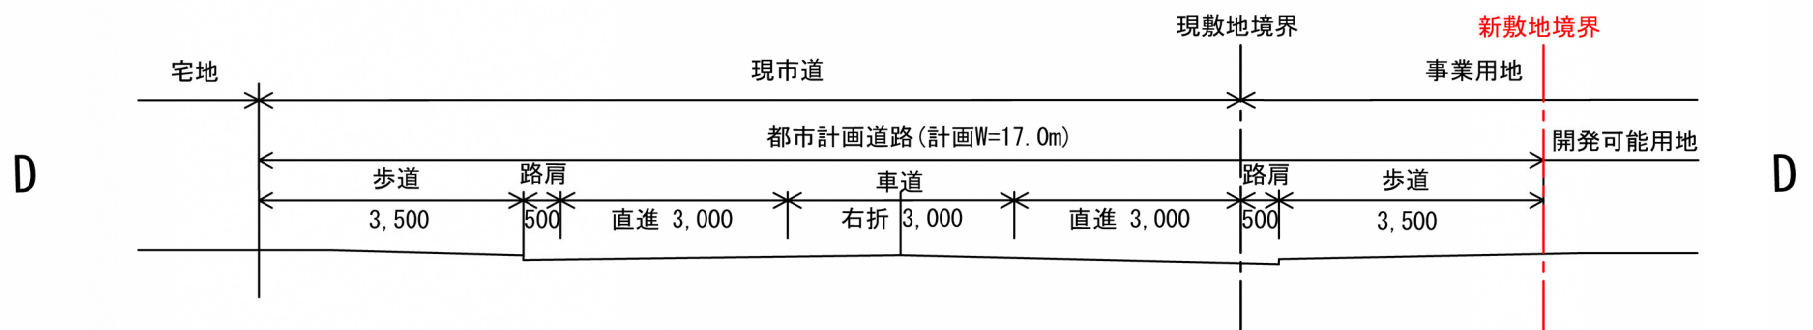 現敷地境界 新敷地境界
宅地 現市道 事業用地
都市計画道路(計画W=17.0m) 開発可能用地
D 歩道 路肩 車道 路肩 歩道 D
3,500 500 直進 3,000 右折 3,000 直進 3,000 500 3,500